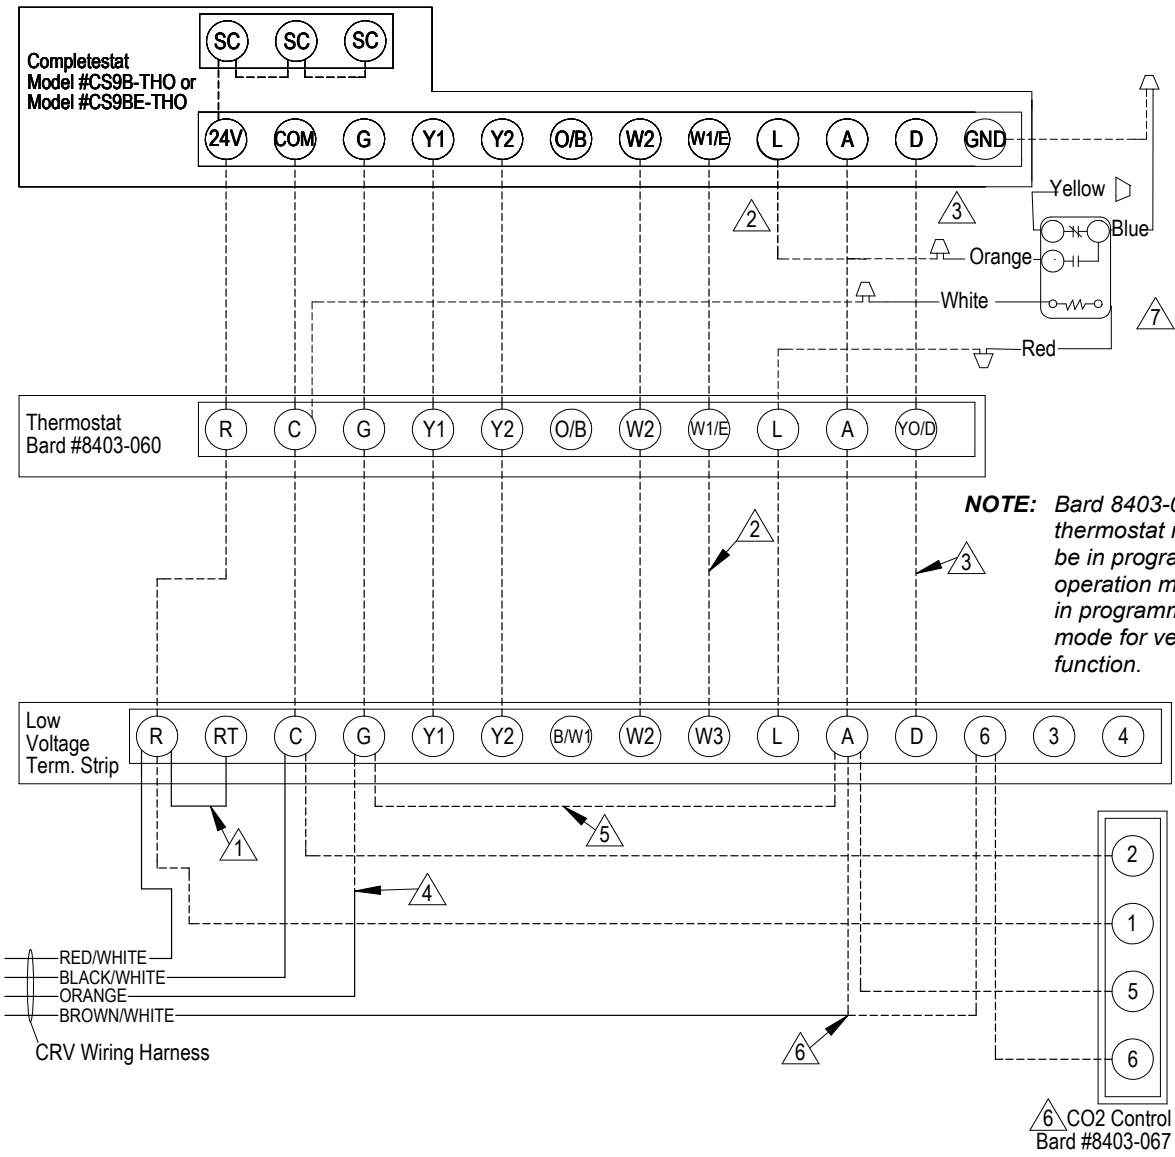 SC SC SC
Completestat
Model #CS9B-THO or
Model #CS9BE-THO
24V COM G Y1 Y2 O/B W2 W1/E L A D GND
2 3
Yellow
Blue
Orange
White
7
Red
Thermostat
Bard #8403-060
R C G Y1 Y2 O/B W2 W1/E L A YO/D
NOTE: Bard 8403-0
thermostat
be in progra
operation m
in programm
mode for ve
function.
2
3
Low
Voltage
Term. Strip
R RT C G Y1 Y2 B/W1 W2 W3 L A D 6 3 4
1
5
4
2
1
5
6
RED/WHITE
BLACK/WHITE
ORANGE
BROWN/WHITE
CRV Wiring Harness
6
6 CO2 Control
Bard #8403-067